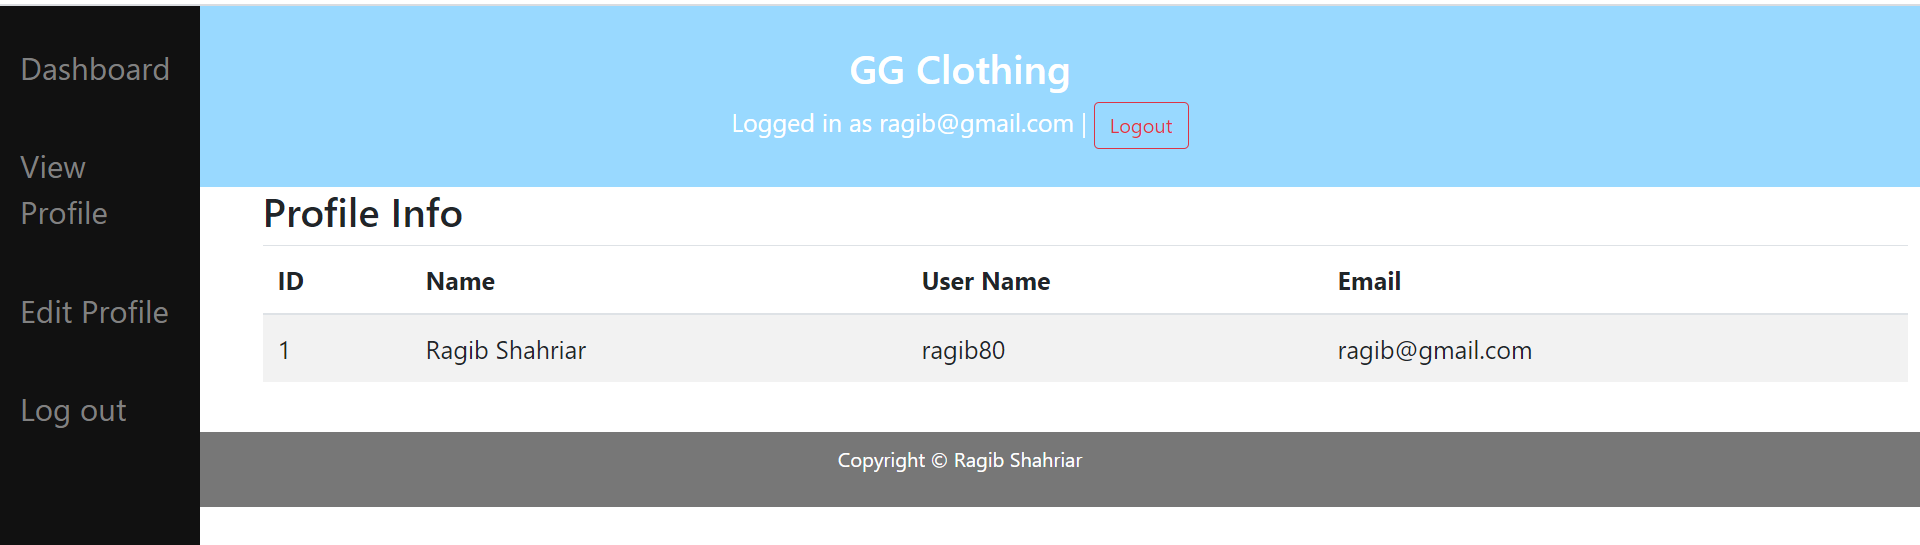 Dashboard
View
Profile
Edit Profile
Log out
GG Clothing
Logged in as ragib@gmail.com | Logout
Profile Info
ID Name User Name Email
1 Ragib Shahriar ragib80 ragib@gmail.com
Copyright © Ragib Shahriar